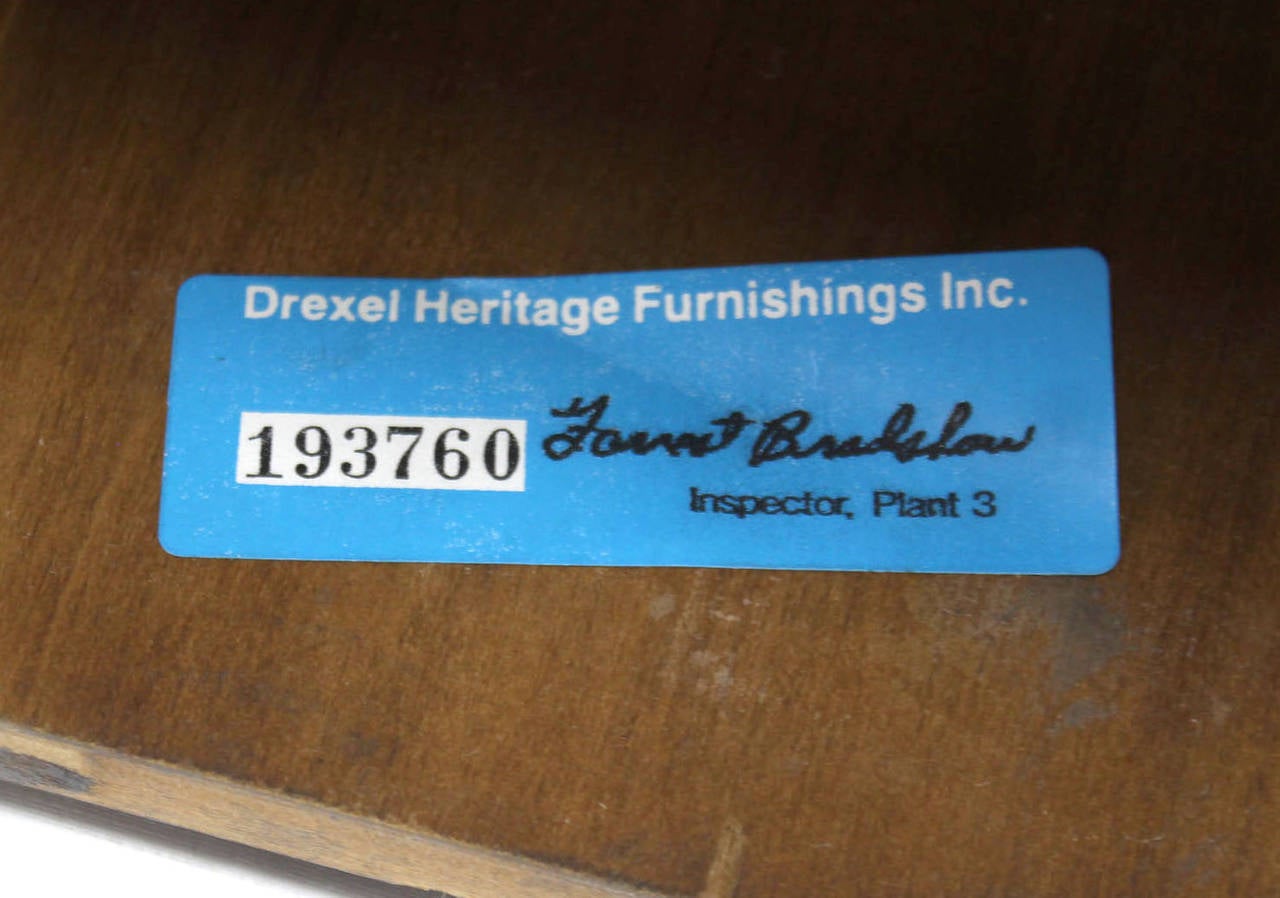 Drexel Heritage Furnishings Inc.
193760 Forrest Bradshaw
Inspector, Plant 3